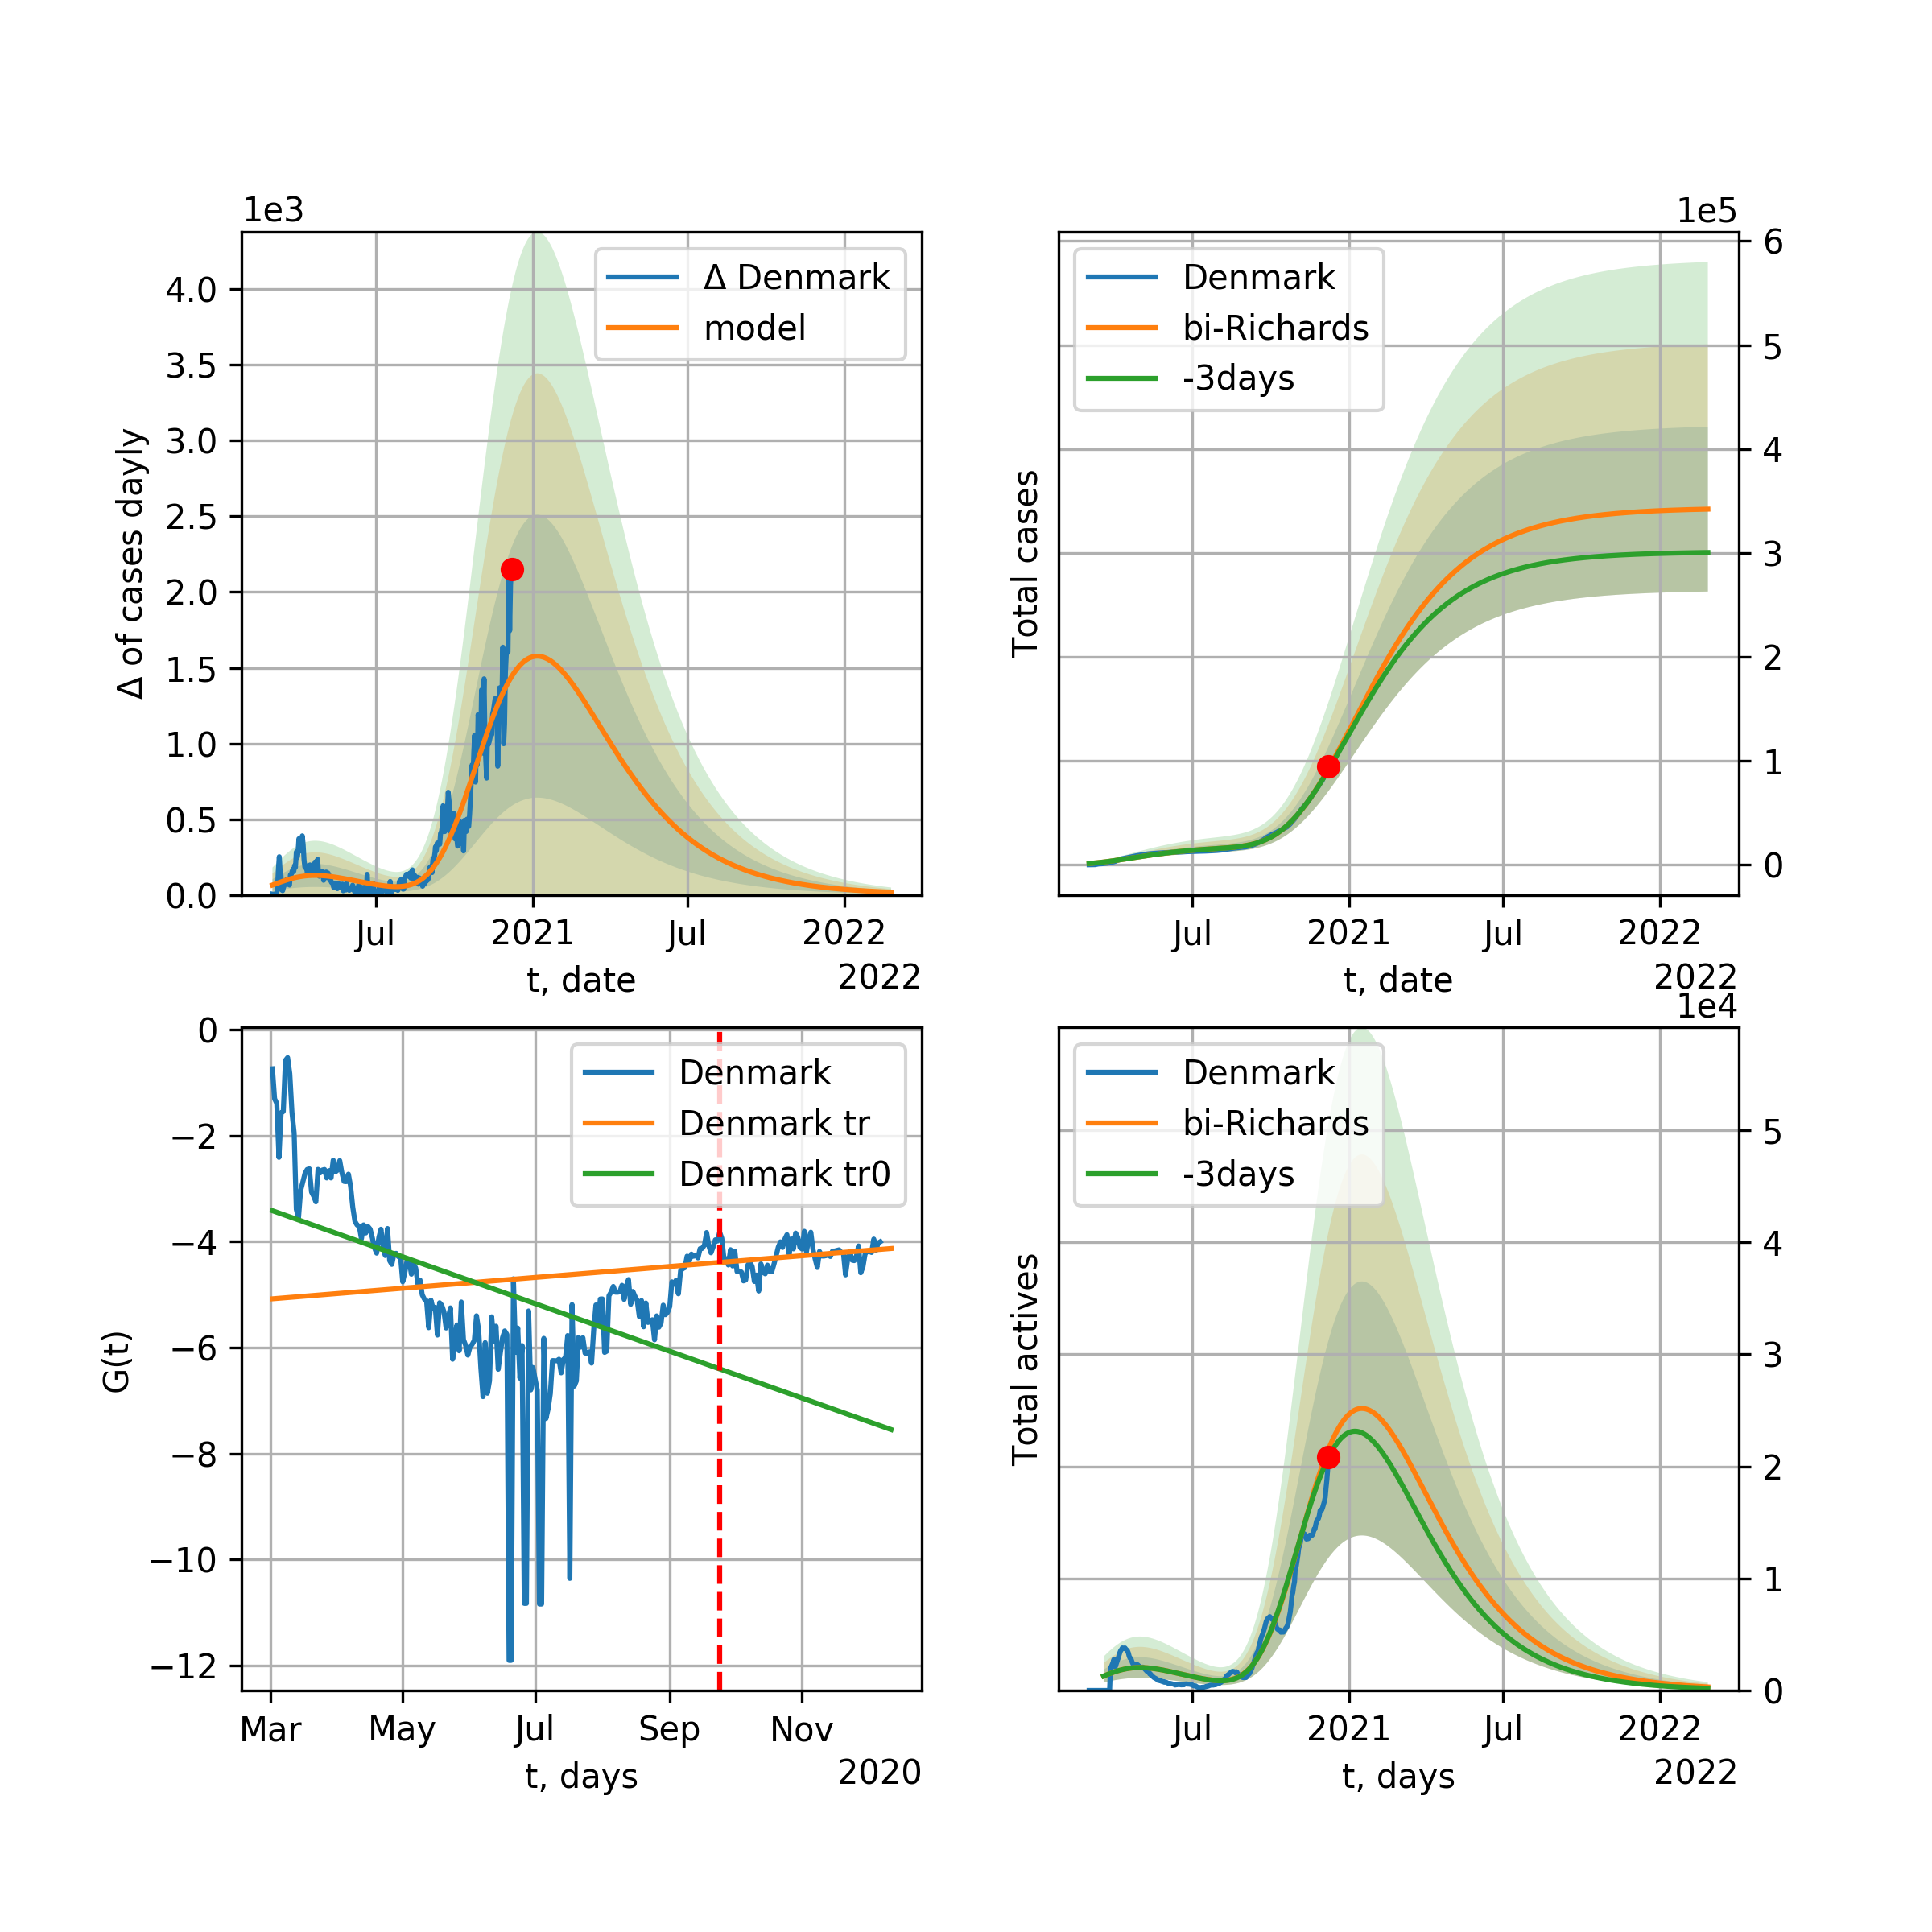 1e3
Δ of cases dayly
4.0
3.5
3.0
2.5
2.0
1.5
1.0
0.5
0.0
Δ Denmark
model
Jul
2021
Jul
2022
t, date
2022
1e5
Total cases
Denmark
bi-Richards
-3days
6
5
4
3
2
1
0
Jul
2021
Jul
2022
t, date
2022
G(t)
0
−2
−4
−6
−8
−10
−12
Denmark
Denmark tr
Denmark tr0
Mar
May
Jul
Sep
Nov
t, days
2020
1e4
Total actives
Denmark
bi-Richards
-3days
5
4
3
2
1
0
Jul
2021
Jul
2022
t, days
2022